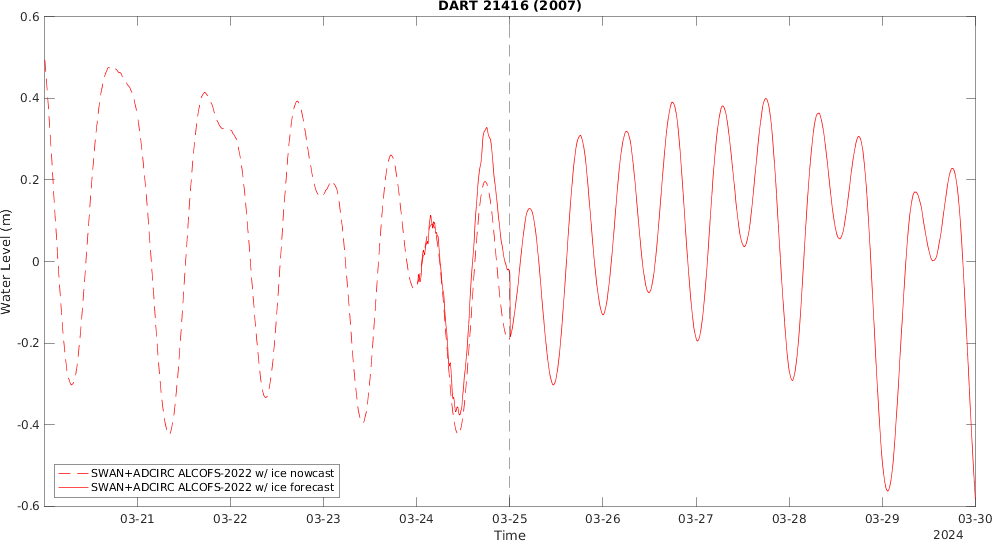 DART 21416 (2007)
0.6
0.4
0.2
0
-0.2
-0.4
-0.6
Water Level (m)
SWAN+ADCIRC ALCOFS-2022 w/ ice nowcast
SWAN+ADCIRC ALCOFS-2022 w/ ice forecast
03-21 03-22 03-23 03-24 03-25 03-26 03-27 03-28 03-29 03-30
Time
2024